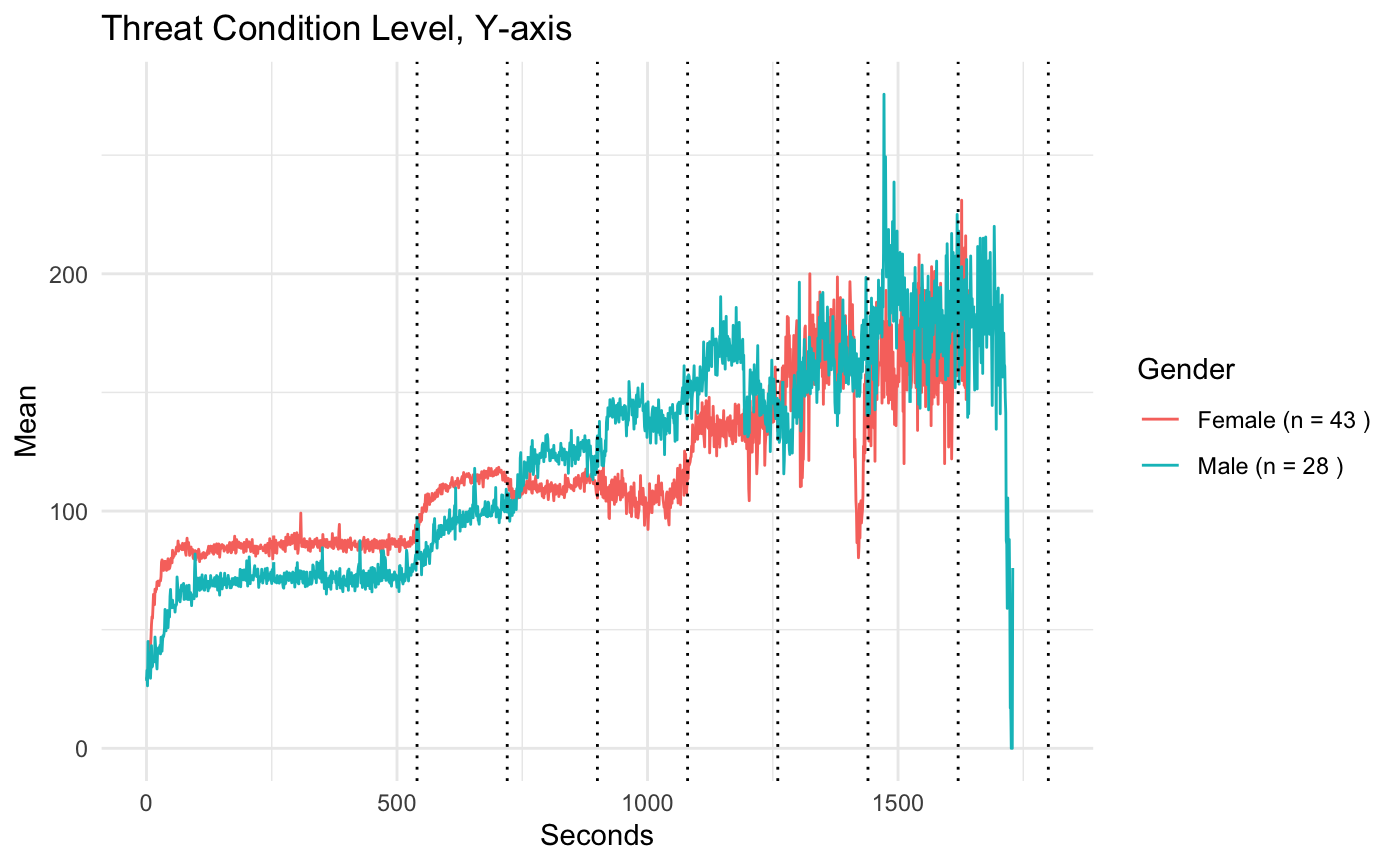 Threat Condition Level, Y-axis
Mean
200
100
0
0 500 1000 1500
Seconds
Gender
Female (n = 43 )
Male (n = 28 )